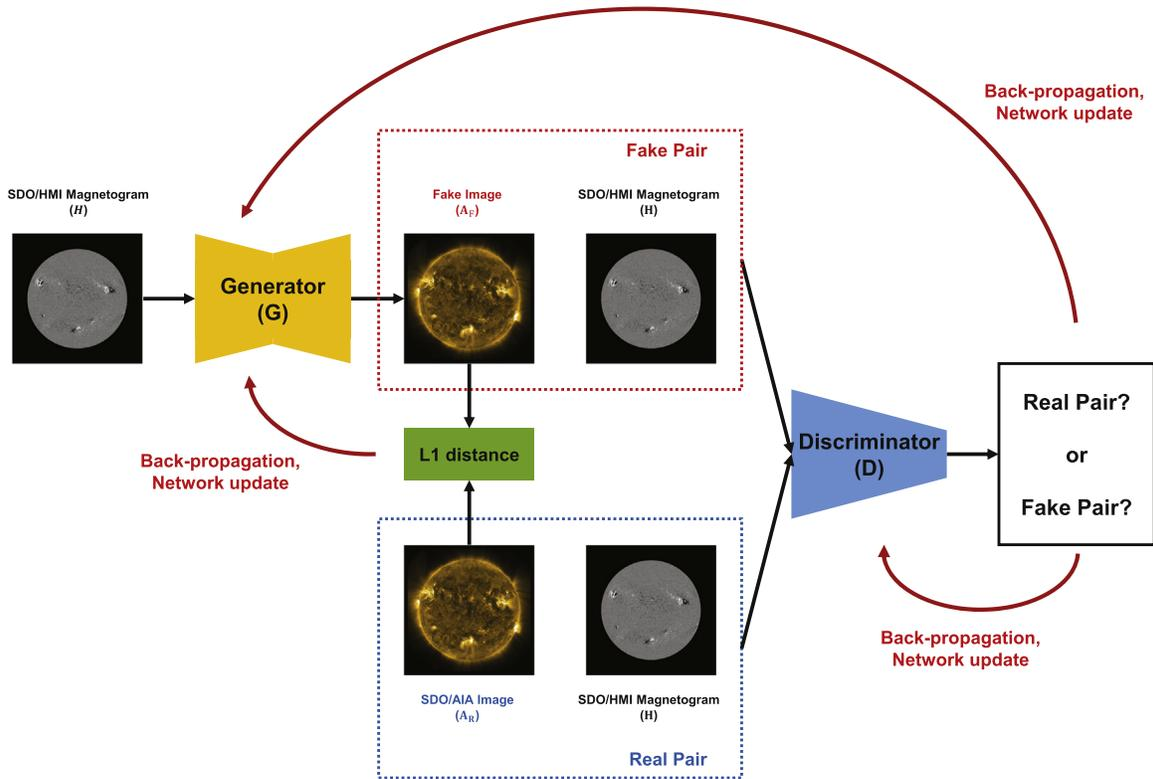 Back-propagation,
Network update
Fake Pair
SDO/HMI Magnetogram
(H)
Fake Image
(A_F)
SDO/HMI Magnetogram
(H)
Generator
(G)
Real Pair?
or
Fake Pair?
Discriminator
(D)
L1 distance
Back-propagation,
Network update
Back-propagation,
Network update
SDO/AIA Image
(A_R)
SDO/HMI Magnetogram
(H)
Real Pair